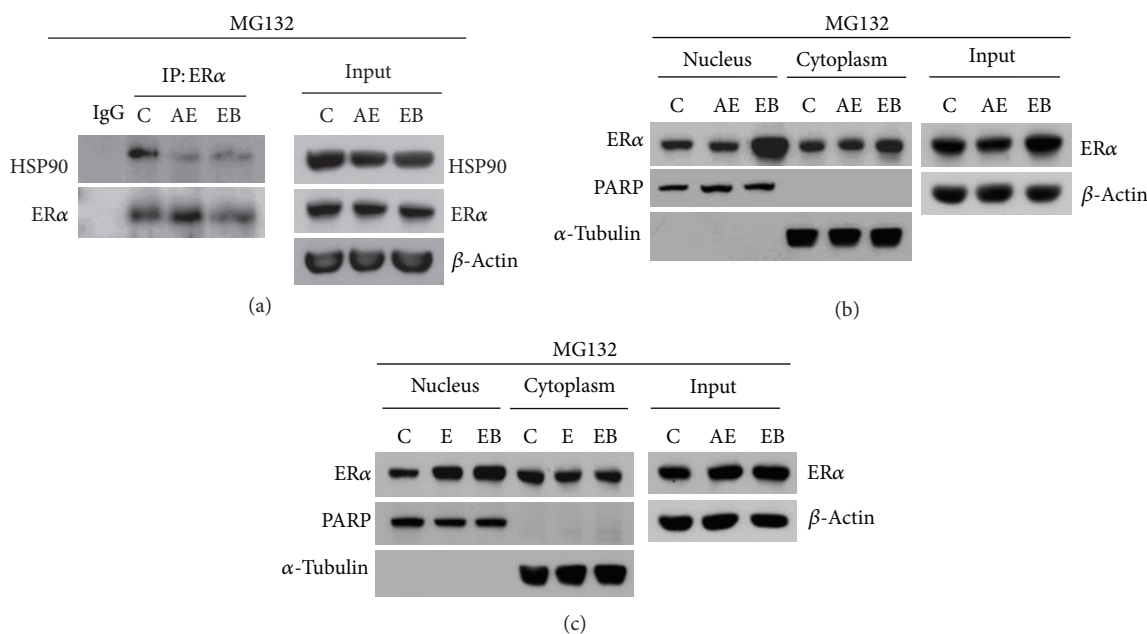 MG132
IP: ERα
Input
IgG C AE EB
C AE EB
HSP90
HSP90
ERα
ERα
β-Actin
(a)
MG132
Nucleus Cytoplasm Input
C AE EB C AE EB C AE EB
ERα
ERα
PARP
β-Actin
α-Tubulin
(b)
MG132
Nucleus Cytoplasm Input
C E EB C E EB C AE EB
ERα
ERα
PARP
β-Actin
α-Tubulin
(c)